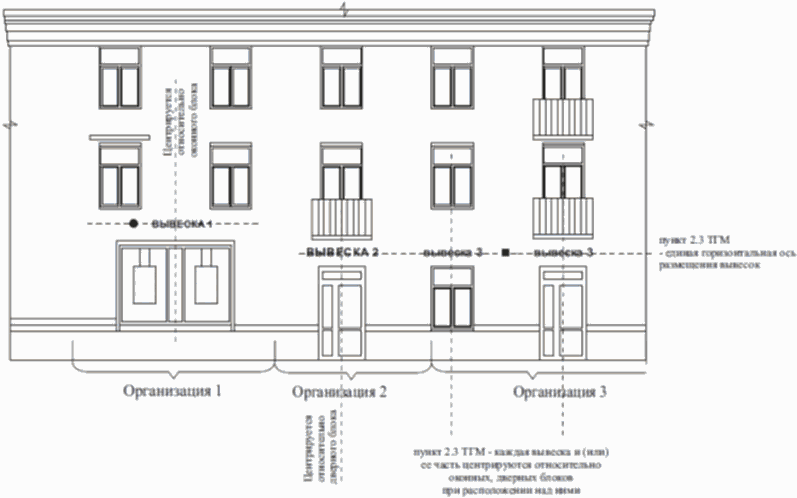 Центрируется
относительно
оконного блока
ВЫВЕСКА 1
ВЫВЕСКА 2
вывеска 3
вывеска 3
пункт 2.3 ТГМ
- единая горизонтальная ось
размещения вывесок
Организация 1
Организация 2
Организация 3
Центрируется
относительно
дверного блока
пункт 2.3 ТГМ - каждая вывеска и (или)
ее часть центрируются относительно
оконных, дверных блоков
при расположении над ними